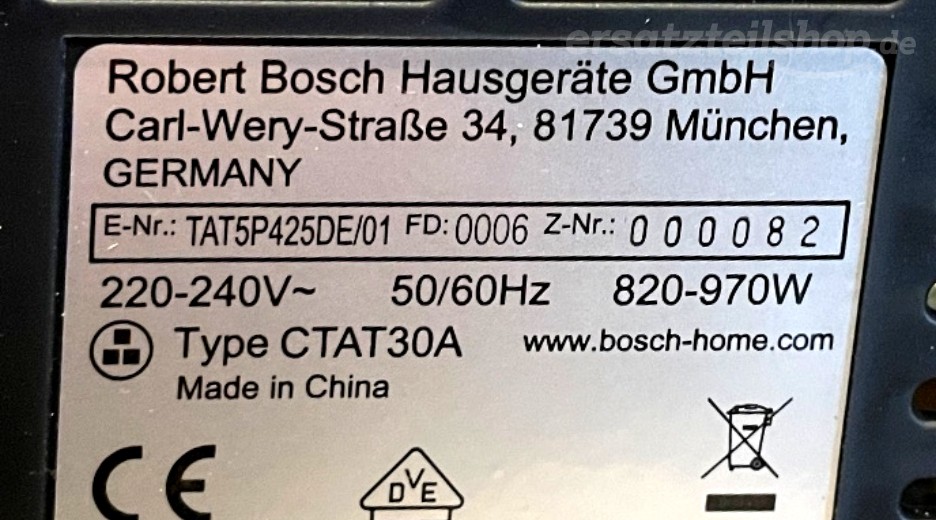 ersatzteilshop.de
Robert Bosch Hausgeräte GmbH
Carl-Wery-Straße 34, 81739 München,
GERMANY
E-Nr.: TAT5P425DE/01 FD: 0006 Z-Nr.: 000082
220-240V~ 50/60Hz 820-970W
Type CTAT30A www.bosch-home.com
Made in China
CE
DVE